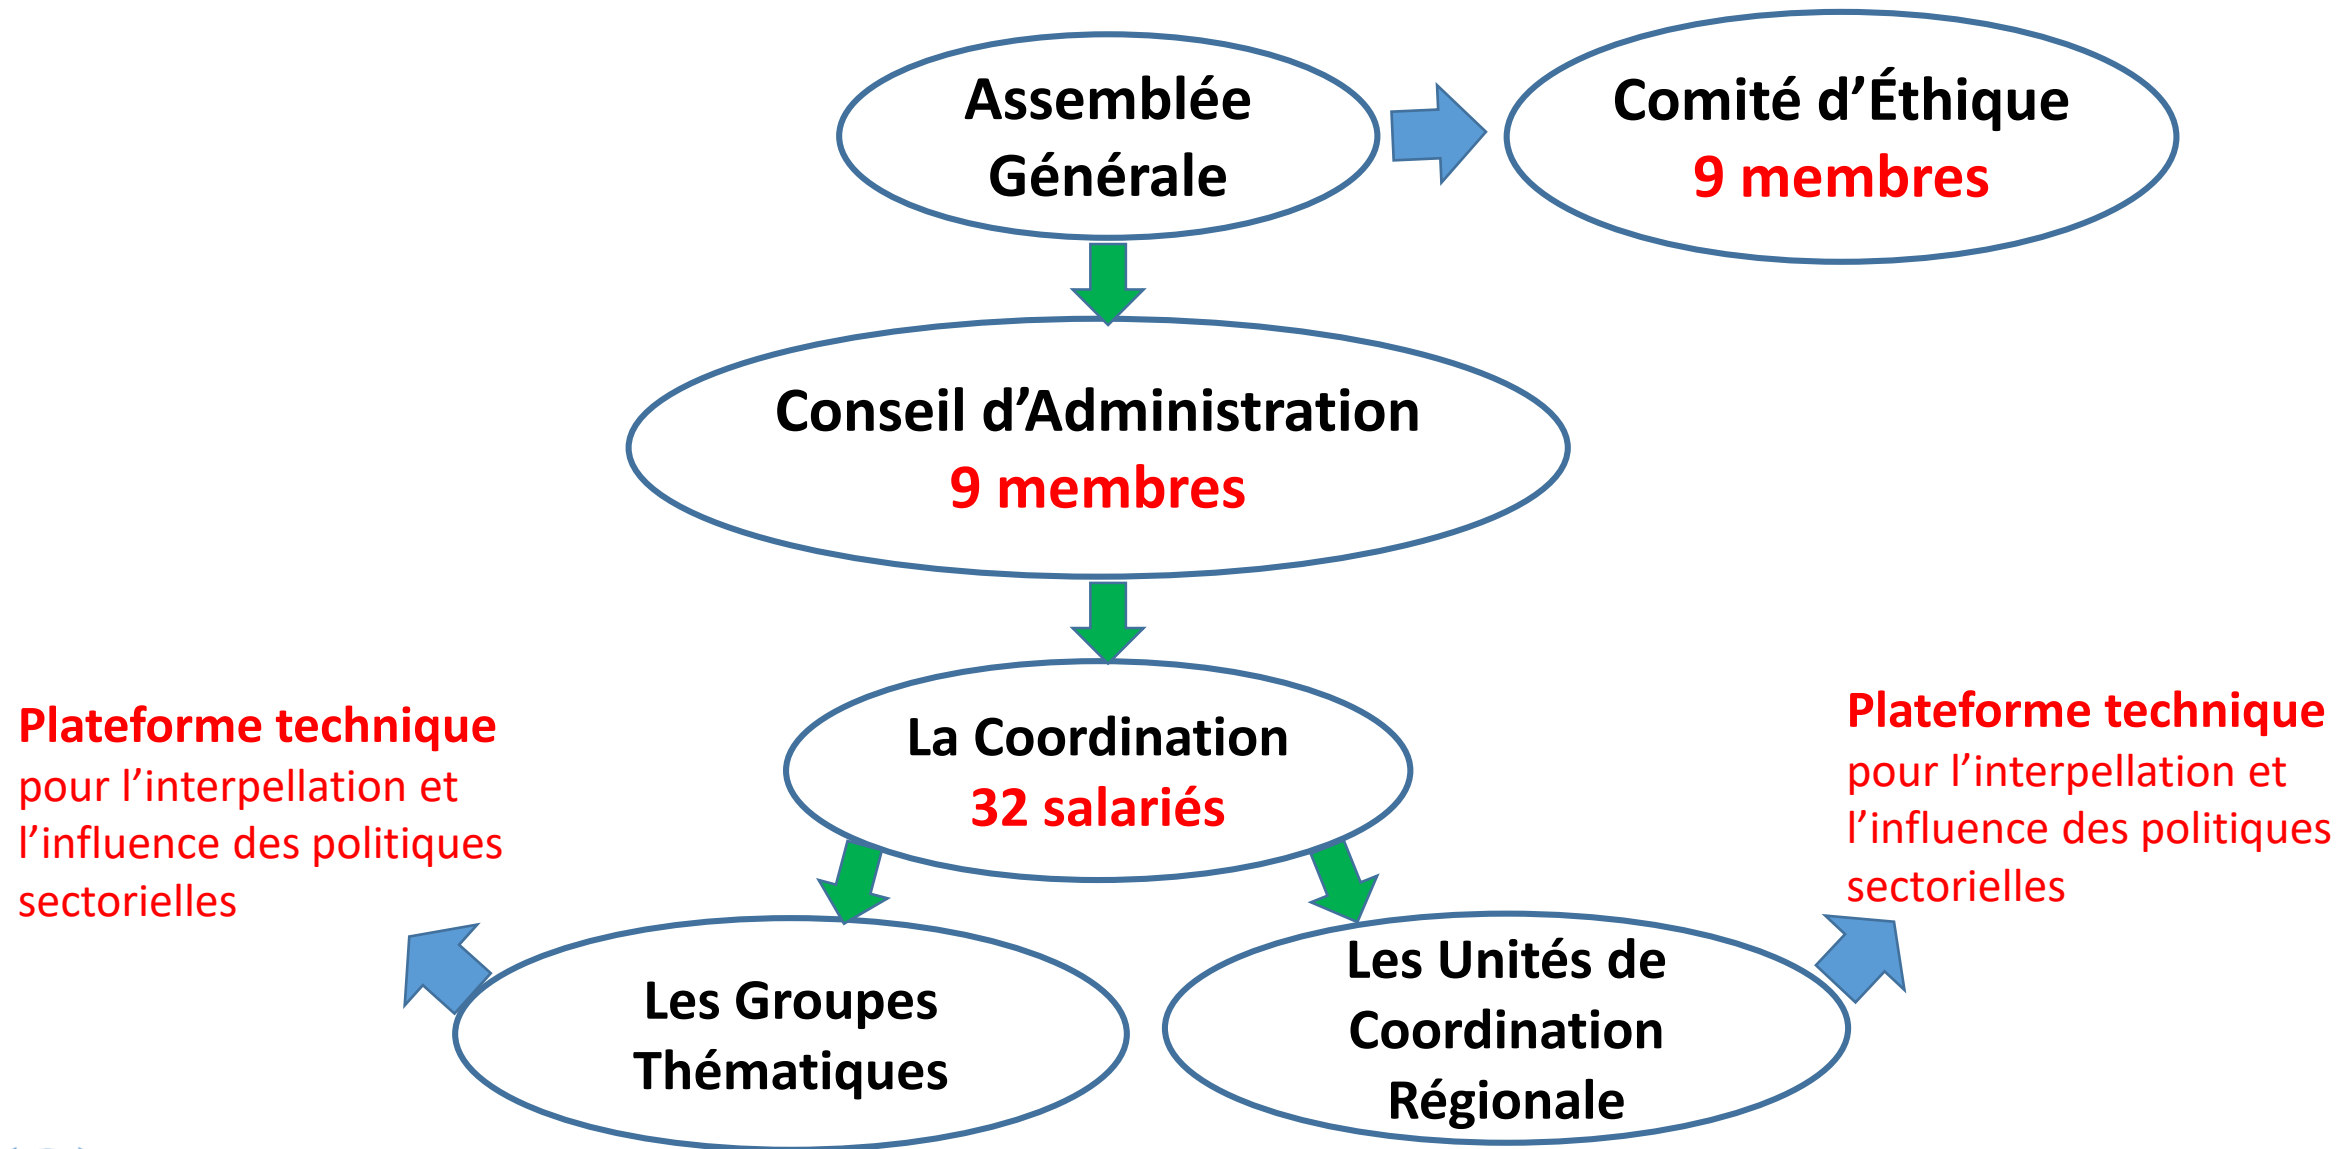 Assemblée
Générale
Comité d’Éthique
9 membres
Conseil d’Administration
9 membres
La Coordination
32 salariés
Plateforme technique
pour l’interpellation et
l’influence des politiques
sectorielles
Plateforme technique
pour l’interpellation et
l’influence des politiques
sectorielles
Les Groupes
Thématiques
Les Unités de
Coordination
Régionale